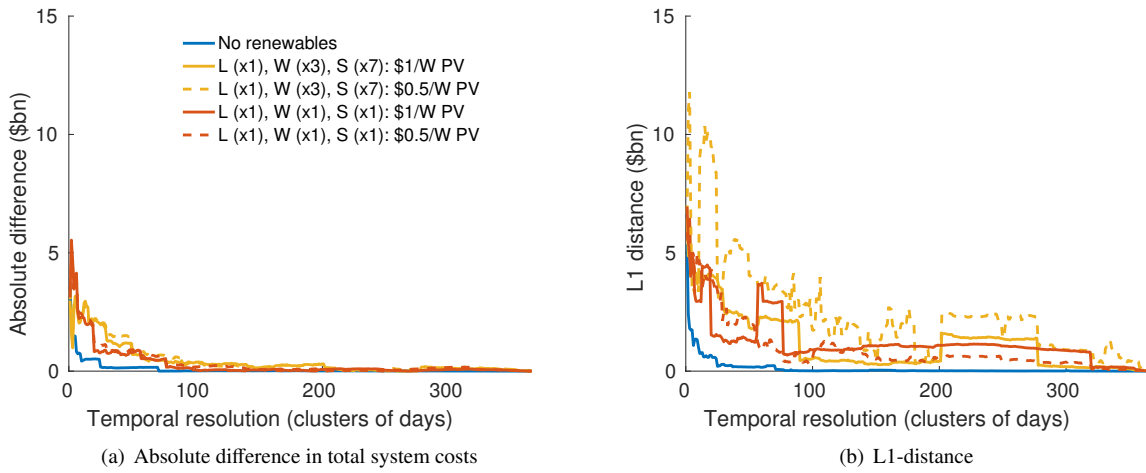 15
10
5
0
Absolute difference ($bn)
No renewables
L (x1), W (x3), S (x7): $1/W PV
L (x1), W (x3), S (x7): $0.5/W PV
L (x1), W (x1), S (x1): $1/W PV
L (x1), W (x1), S (x1): $0.5/W PV
0 100 200 300
Temporal resolution (clusters of days)
(a) Absolute difference in total system costs
15
10
5
0
L1 distance ($bn)
0 100 200 300
Temporal resolution (clusters of days)
(b) L1-distance